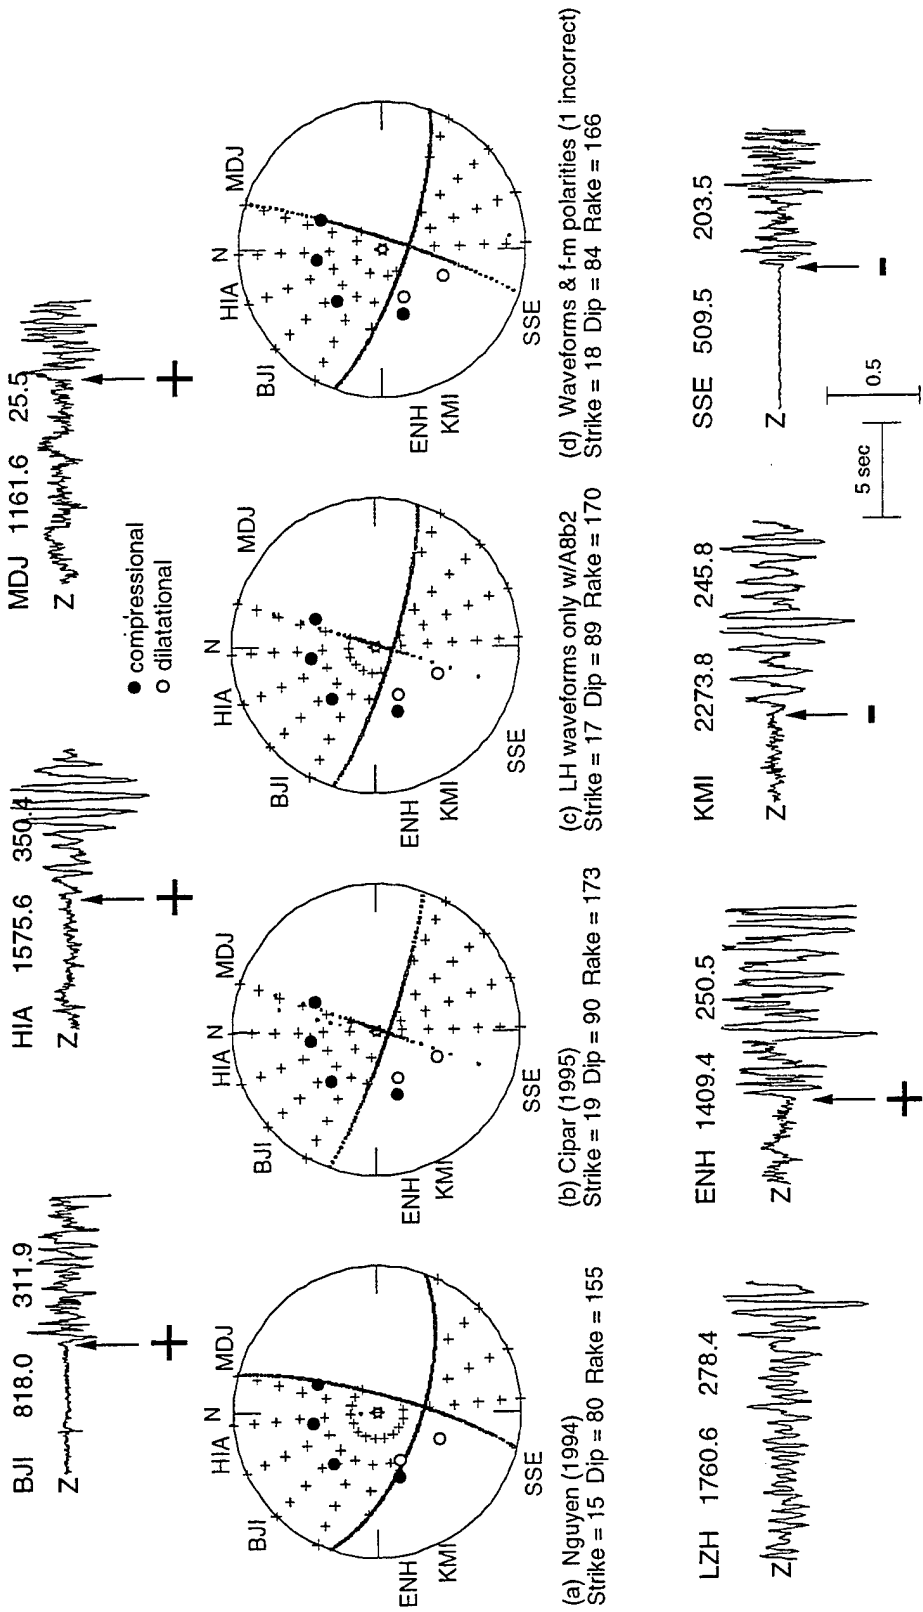 BJI 818.0 311.9
Z
+
HIA 1575.6 350.4
Z
+
MDJ 1161.6 25.5
Z
+
● compressional
○ dilatational
N
HIA
MDJ
BJI
ENH
KMI
SSE
(a) Nguyen (1994)
Strike = 15 Dip = 80 Rake = 155
N
HIA
MDJ
BJI
ENH
KMI
SSE
(b) Cipar (1995)
Strike = 19 Dip = 90 Rake = 173
N
HIA
MDJ
BJI
ENH
KMI
SSE
(c) LH waveforms only w/A8b2
Strike = 17 Dip = 89 Rake = 170
N
HIA
MDJ
BJI
ENH
KMI
SSE
(d) Waveforms & f-m polarities (1 incorrect)
Strike = 18 Dip = 84 Rake = 166
LZH 1760.6 278.4
Z
ENH 1409.4 250.5
Z
+
KMI 2273.8 245.8
Z
-
SSE 509.5 203.5
Z
-
5 sec
0.5